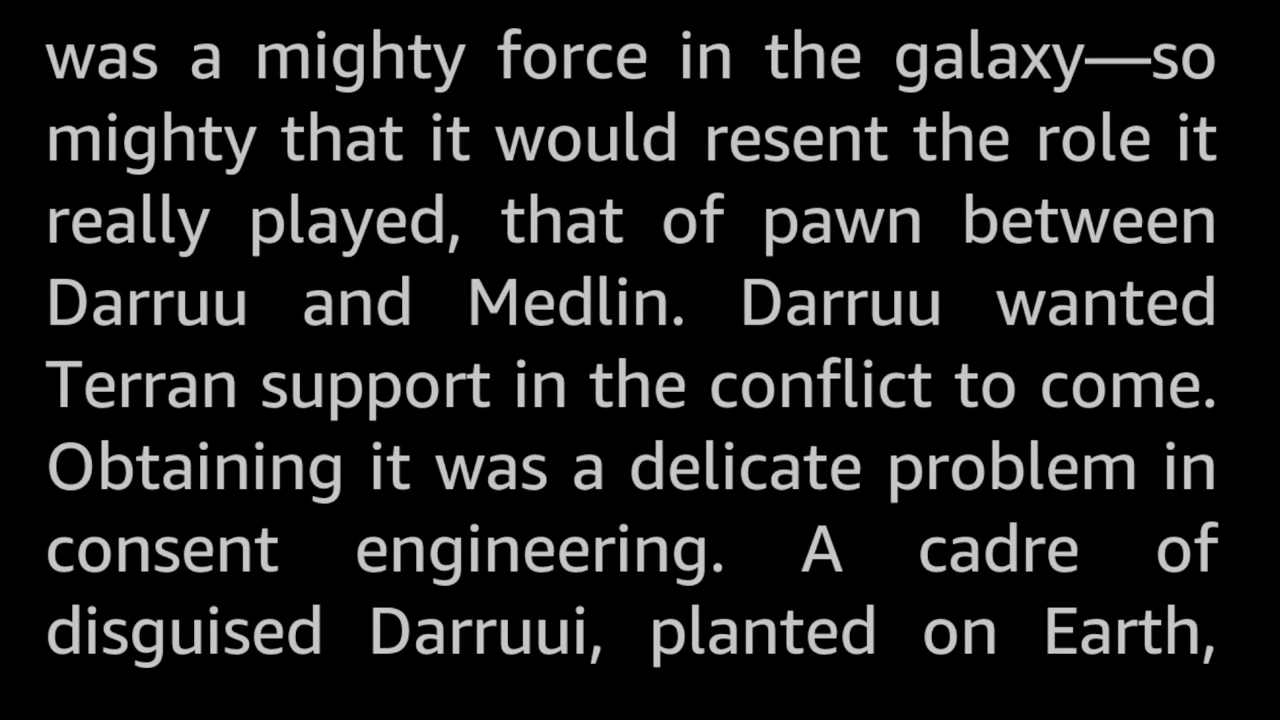 was a mighty force in the galaxy—so
mighty that it would resent the role it
really played, that of pawn between
Darruu and Medlin. Darruu wanted
Terran support in the conflict to come.
Obtaining it was a delicate problem in
consent engineering. A cadre of
disguised Darruui, planted on Earth,